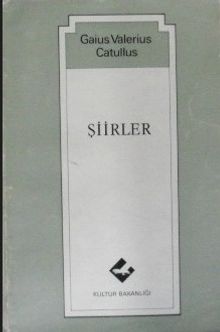 Gaius Valerius
Catullus
ŞİİRLER
KÜLTÜR BAKANLIĞI